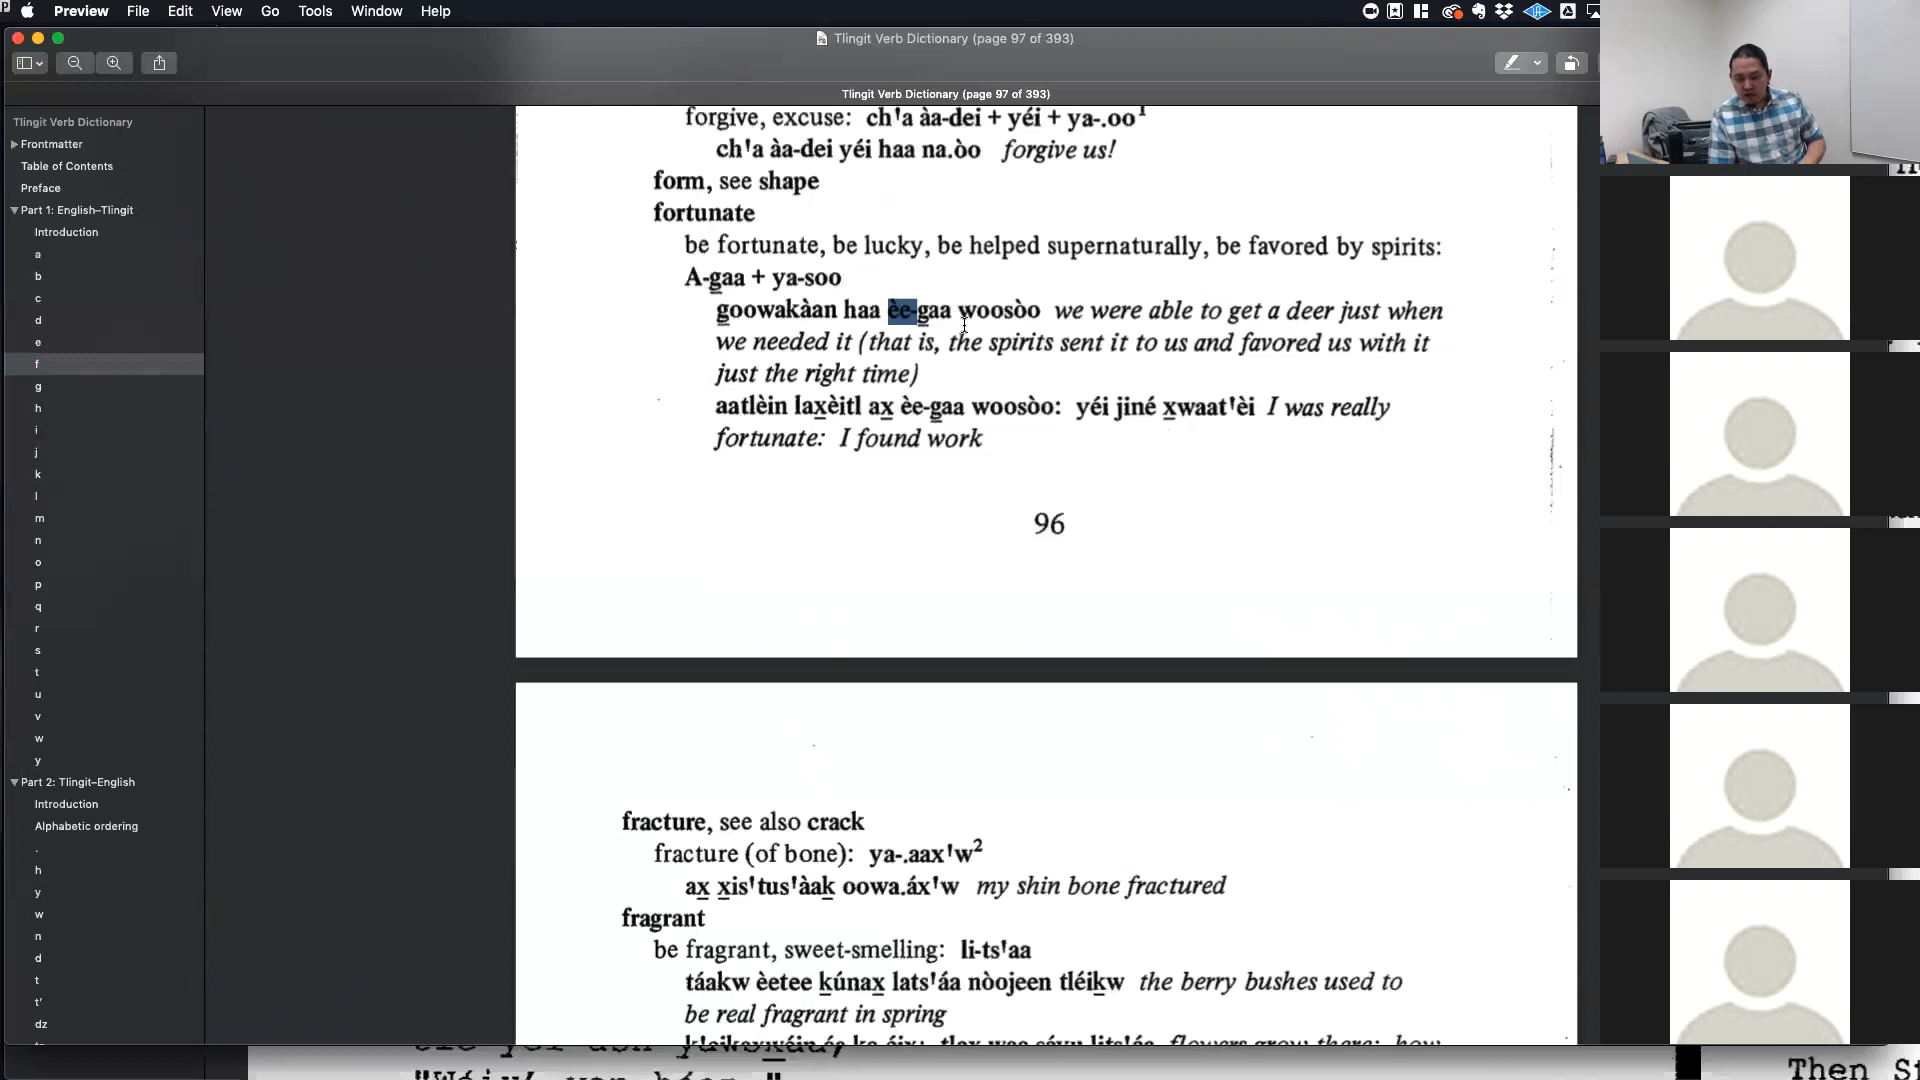 Preview File Edit View Go Tools Window Help
Tlingit Verb Dictionary (page 97 of 393)
Tlingit Verb Dictionary (page 97 of 393)
Tlingit Verb Dictionary
Frontmatter
Table of Contents
Preface
Part 1: English–Tlingit
Introduction
a
b
c
d
e
f
g
h
i
j
k
l
m
n
o
p
q
r
s
t
u
v
w
y
Part 2: Tlingit–English
Introduction
Alphabetic ordering
.
h
y
w
n
d
t
t'
dz
forgive, excuse: ch'a àa-dei + yéi + ya-.oo¹
ch'a àa-dei yéi haa na.òo forgive us!
form, see shape
fortunate
be fortunate, be lucky, be helped supernaturally, be favored by spirits:
A-g̲aa + ya-soo
g̲oowakàan haa èe-g̲aa woosòo we were able to get a deer just when
we needed it (that is, the spirits sent it to us and favored us with it
just the right time)
aatlèin lax̲èitl ax̲ èe-g̲aa woosòo: yéi jiné x̲waat'èi I was really
fortunate: I found work
96
fracture, see also crack
fracture (of bone): ya-.aax'w²
ax̲ x̲is'tus'àak̲ oowa.áx'w my shin bone fractured
fragrant
be fragrant, sweet-smelling: li-ts'aa
táakw èetee k̲únax̲ lats'áa nòojeen tléik̲w the berry bushes used to
be real fragrant in spring
flowers grow there: how
Then